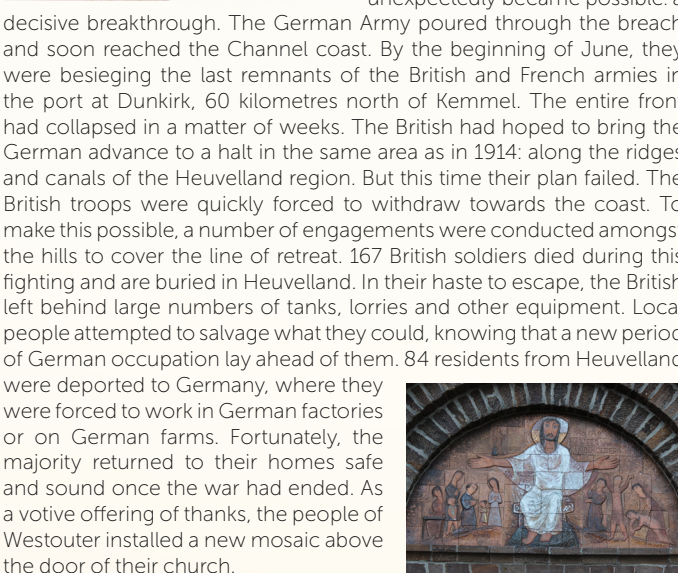 unexpectedly became possible: a
decisive breakthrough. The German Army poured through the breach
and soon reached the Channel coast. By the beginning of June, they
were besieging the last remnants of the British and French armies in
the port at Dunkirk, 60 kilometres north of Kemmel. The entire front
had collapsed in a matter of weeks. The British had hoped to bring the
German advance to a halt in the same area as in 1914: along the ridges
and canals of the Heuvelland region. But this time their plan failed. The
British troops were quickly forced to withdraw towards the coast. To
make this possible, a number of engagements were conducted amongst
the hills to cover the line of retreat. 167 British soldiers died during this
fighting and are buried in Heuvelland. In their haste to escape, the British
left behind large numbers of tanks, lorries and other equipment. Local
people attempted to salvage what they could, knowing that a new period
of German occupation lay ahead of them. 84 residents from Heuvelland
were deported to Germany, where they
were forced to work in German factories
or on German farms. Fortunately, the
majority returned to their homes safe
and sound once the war had ended. As
a votive offering of thanks, the people of
Westouter installed a new mosaic above
the door of their church.